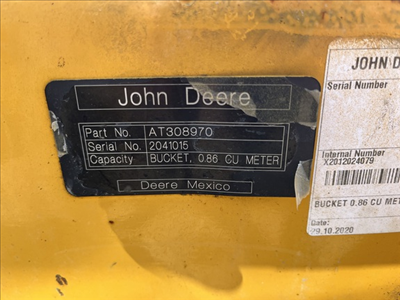 John Deere
Part No. AT308970
Serial No. 2041015
Capacity BUCKET, 0.86 CU METER
Deere Mexico
JOHN D
Serial Number
Internal Number
X2012024079
BUCKET 0.86 CU MET
Date:
29.10.2020